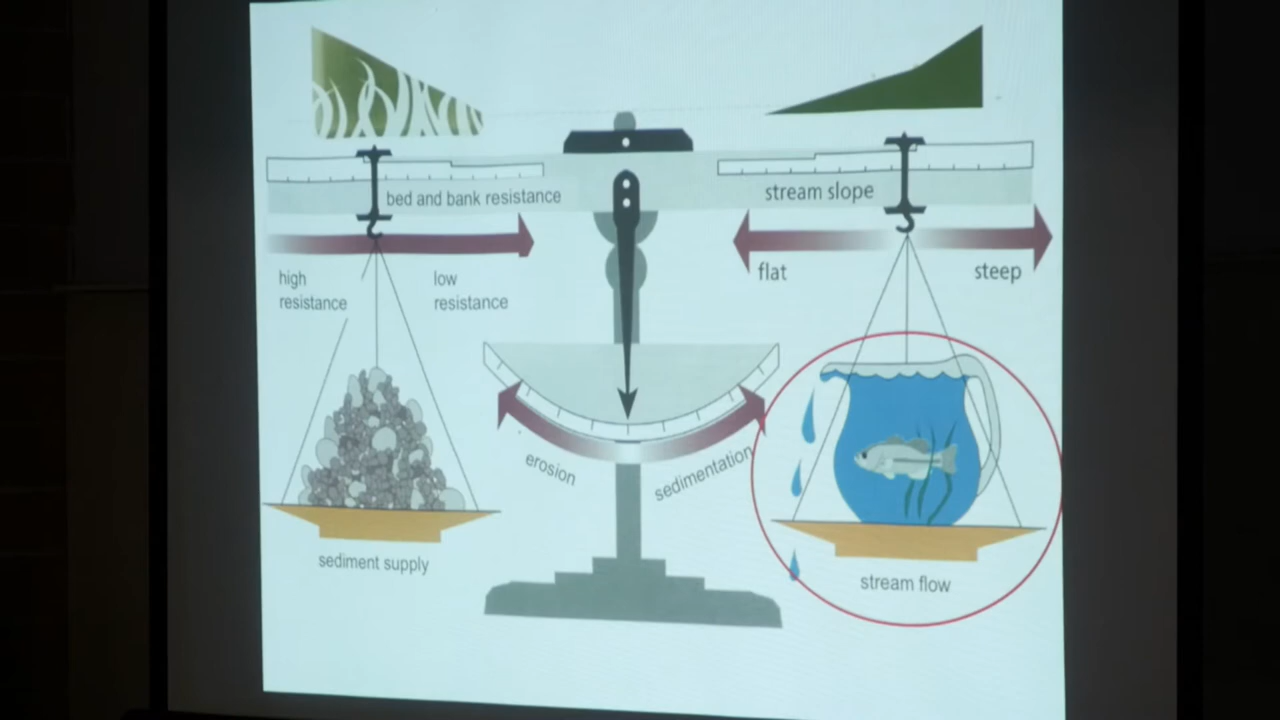 bed and bank resistance
stream slope
high
resistance
low
resistance
flat
steep
erosion
sedimentation
sediment supply
stream flow